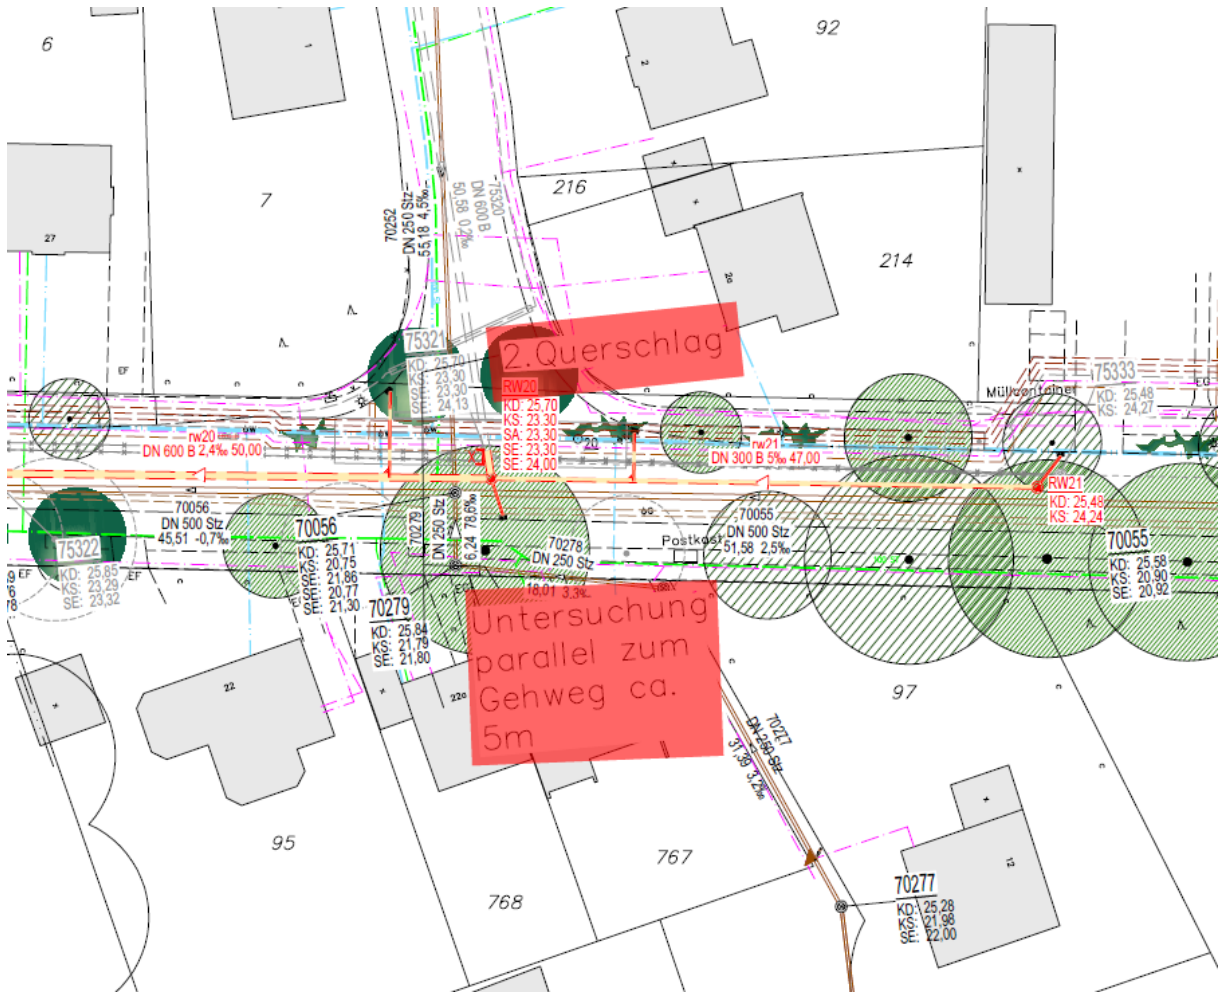 6
92
1
2
7
216
70252
DN 250 Stz
55,18 4,5‰
75320
DN 600 B
50,58 0,2‰
27
2a
214
75321
KD: 25,70
KS: 23,30
SE: 23,30
SE: 24,13
2.Querschlag
RW20
KD: 25,70
KS: 23,30
SA: 23,30
SE: 23,30
SE: 24,00
EF
Müllcontainer
75333
KD: 25,48
KS: 24,27
EG
rw20
DN 600 B 2,4‰ 50,00
20
rw21
DN 300 B 5‰ 47,00
RW21
KD: 25,48
KS: 24,24
70056
DN 500 Stz
45,51 -0,7‰
70056
KD: 25,71
KS: 20,75
SE: 21,86
SE: 20,77
SE: 21,30
70279
DN 250 Stz
6,24 78,6‰
70278
DN 250 Stz
18,01 3,3‰
Postkast
70055
DN 500 Stz
51,58 2,5‰
70055
KD: 25,58
KS: 20,90
SE: 20,92
75322
KD: 25,85
KS: 23,29
SE: 23,32
EF
EF
70279
KD: 25,84
KS: 21,79
SE: 21,80
Untersuchung
parallel zum
Gehweg ca.
5m
22
22a
97
70277
DN 250 Stz
31,39 3,2‰
95
767
768
12
70277
KD: 25,28
KS: 21,98
SE: 22,00